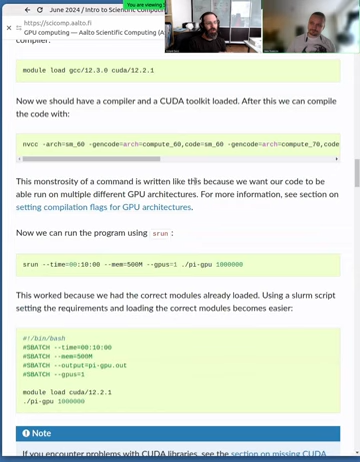 June 2024 / Intro to Scientific Comput
You are viewing
https://scicomp.aalto.fi
GPU computing — Aalto Scientific Computing (A
compiler.
module load gcc/12.3.0 cuda/12.2.1
Now we should have a compiler and a CUDA toolkit loaded. After this we can compile
the code with:
nvcc -arch=sm_60 -gencode=arch=compute_60,code=sm_60 -gencode=arch=compute_70,code
This monstrosity of a command is written like this because we want our code to be
able run on multiple different GPU architectures. For more information, see section on
setting compilation flags for GPU architectures.
Now we can run the program using srun:
srun --time=00:10:00 --mem=500M --gpus=1 ./pi-gpu 1000000
This worked because we had the correct modules already loaded. Using a slurm script
setting the requirements and loading the correct modules becomes easier:
#!/bin/bash
#SBATCH --time=00:10:00
#SBATCH --mem=500M
#SBATCH --output=pi-gpu.out
#SBATCH --gpus=1
module load cuda/12.2.1
./pi-gpu 1000000
Note
If you encounter problems with CUDA libraries, see the section on missing CUDA